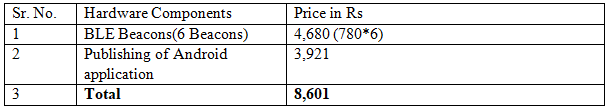 Sr. No. Hardware Components Price in Rs
1 BLE Beacons(6 Beacons) 4,680 (780*6)
2 Publishing of Android application 3,921
3 Total 8,601